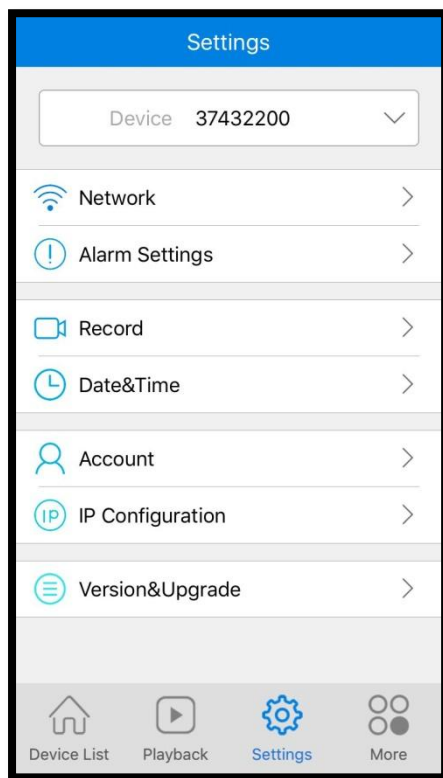 Settings
Device 37432200
Network
Alarm Settings
Record
Date&Time
Account
IP Configuration
IP
Version&Upgrade
Device List Playback Settings More